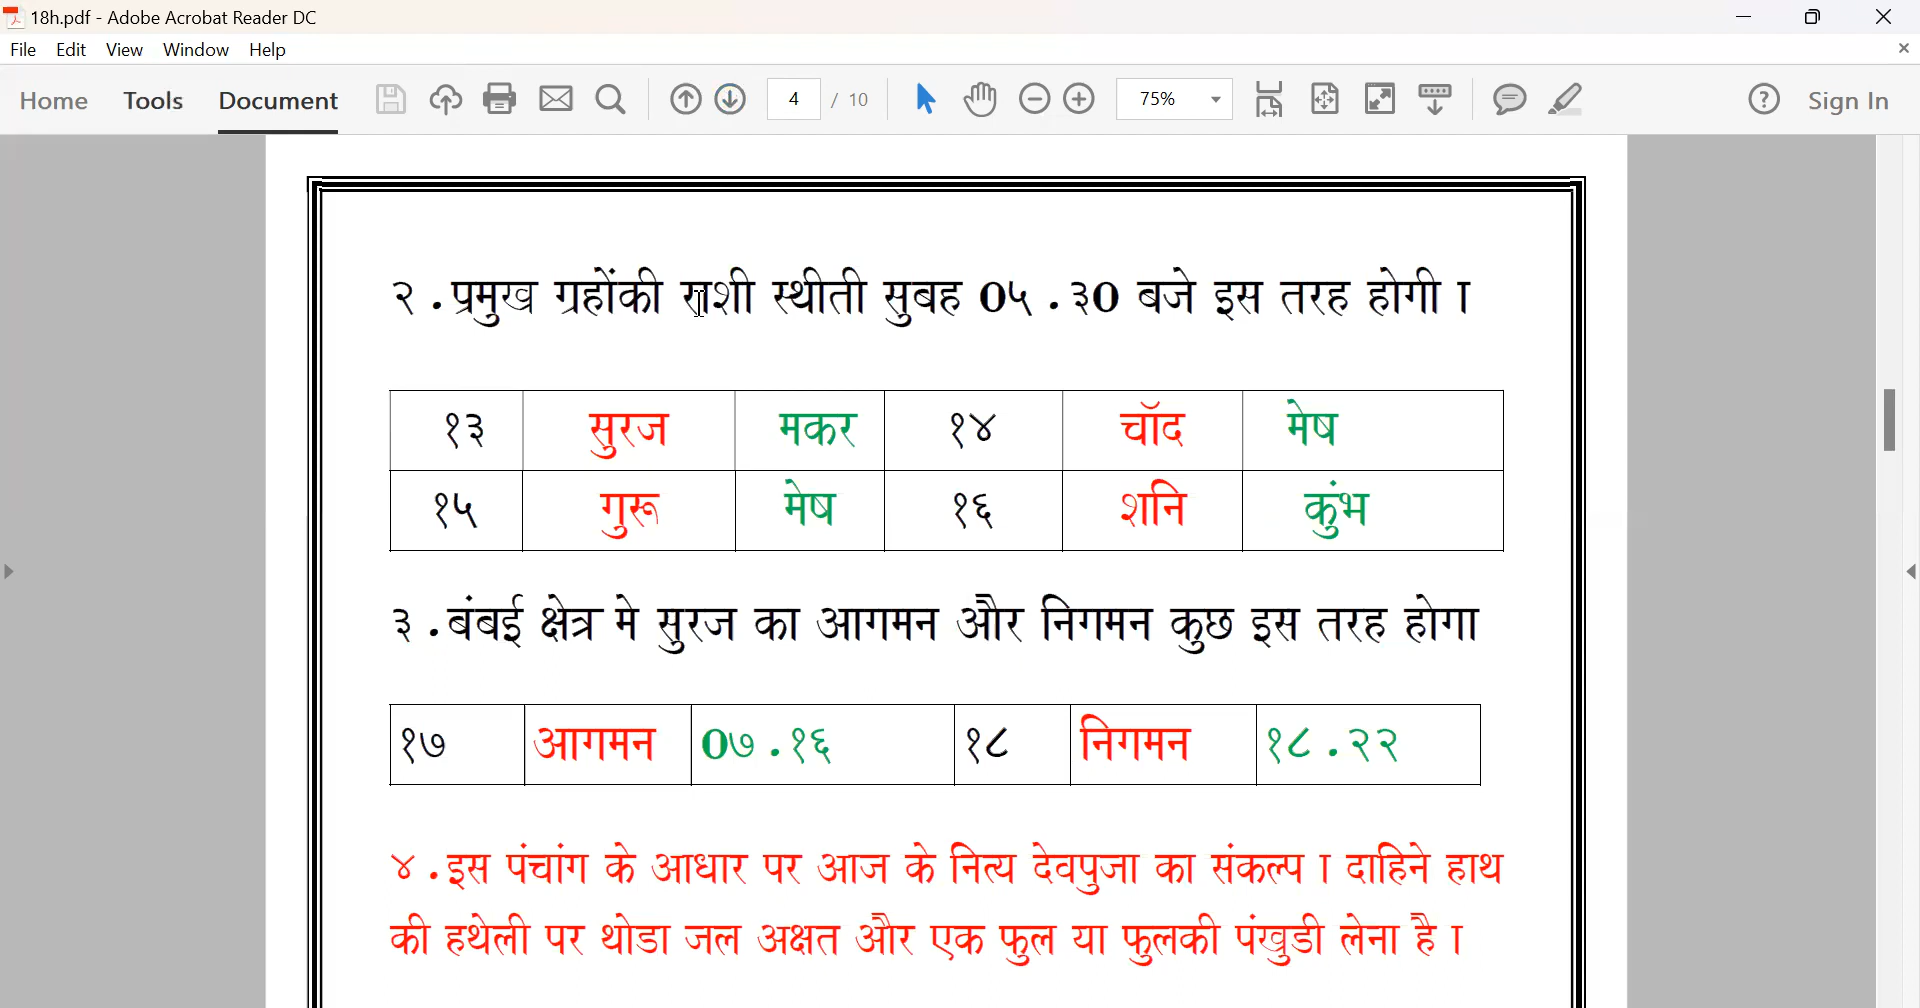 18h.pdf - Adobe Acrobat Reader DC
File Edit View Window Help
Home Tools Document 4 / 10 75% Sign In
२.प्रमुख ग्रहोंकी राशी स्थीती सुबह 0५.३0 बजे इस तरह होगी ।
१३ सुरज मकर १४ चॉंद मेष
१५ गुरू मेष १६ शनि कुंभ
३.बंबई क्षेत्र मे सुरज का आगमन और निगमन कुछ इस तरह होगा
१७ आगमन 0७.१६ १८ निगमन १८.२२
४.इस पंचांग के आधार पर आज के नित्य देवपुजा का संकल्प । दाहिने हाथ
की हथेली पर थोडा जल अक्षत और एक फुल या फुलकी पंखुडी लेना है ।